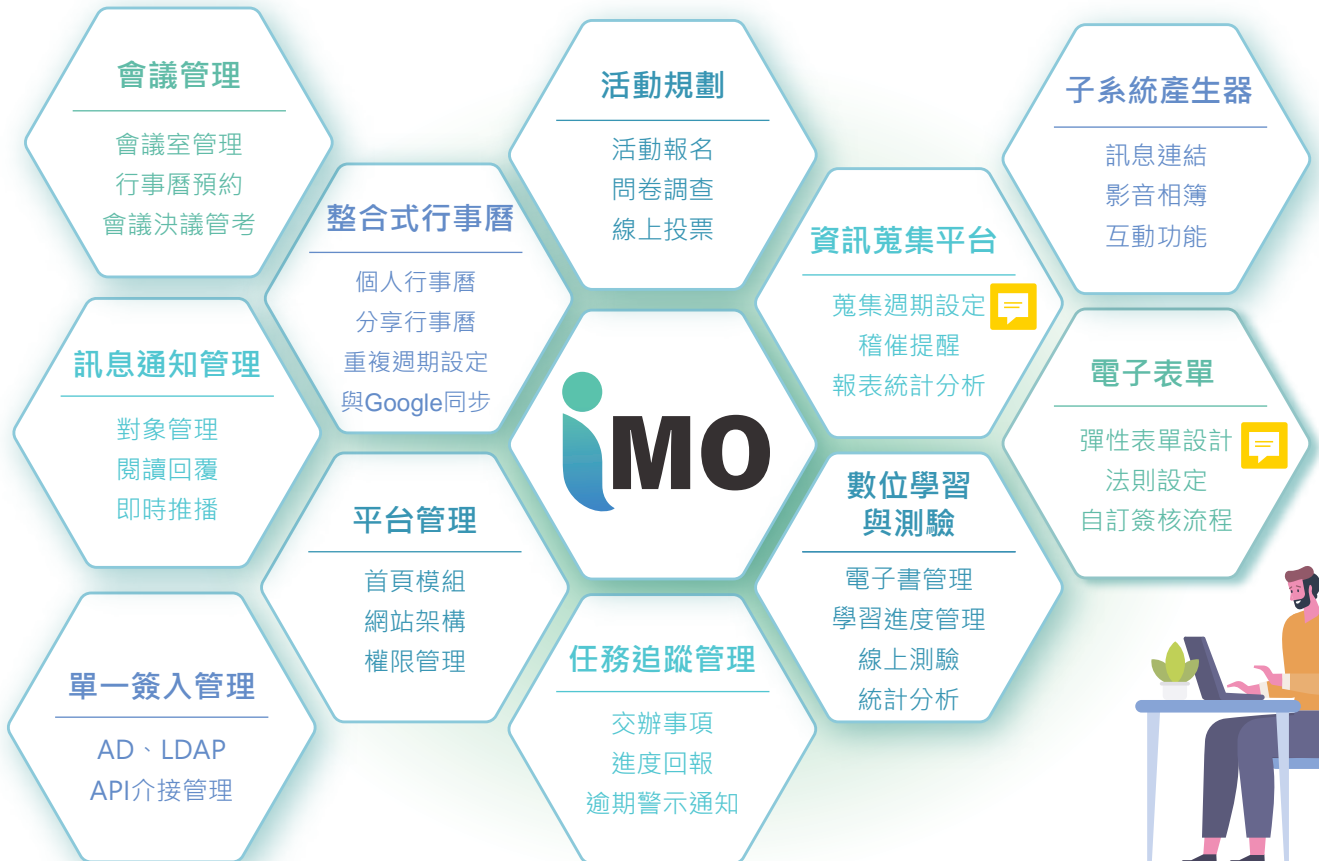 會議管理
會議室管理
行事曆預約
會議決議管考
整合式行事曆
個人行事曆
分享行事曆
重複週期設定
與Google同步
活動規劃
活動報名
問卷調查
線上投票
資訊蒐集平台
蒐集週期設定
稽催提醒
報表統計分析
子系統產生器
訊息連結
影音相簿
互動功能
訊息通知管理
對象管理
閱讀回覆
即時推播
iMO
電子表單
彈性表單設計
法則設定
自訂簽核流程
平台管理
首頁模組
網站架構
權限管理
數位學習
與測驗
電子書管理
學習進度管理
線上測驗
統計分析
單一簽入管理
AD、LDAP
API介接管理
任務追蹤管理
交辦事項
進度回報
逾期警示通知